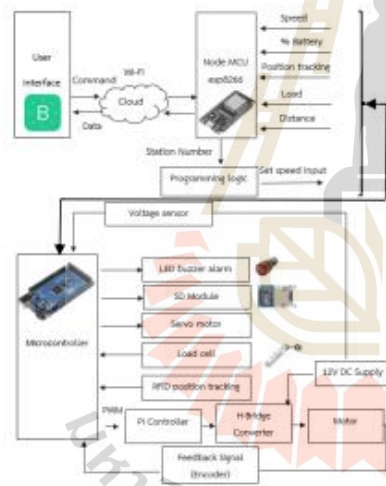 User
Interface
B
Command
Wi-Fi
Cloud
Data
Node MCU
esp8266
Speed
% Battery
Position tracking
Load
Distance
Station Number
Programming logic
Set speed input
Voltage sensor
Microcontroller
LED buzzer alarm
SD Module
Servo motor
Load cell
RFID position tracking
12V DC Supply
PWM
PI Controller
H-Bridge
Converter
Motor
Feedback Signal
(Encoder)